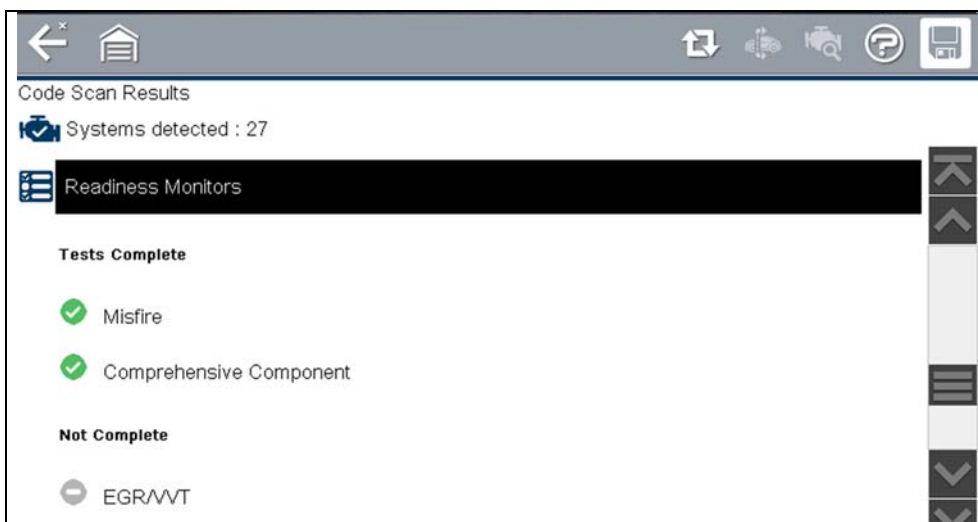 Code Scan Results
Systems detected : 27
Readiness Monitors
Tests Complete
Misfire
Comprehensive Component
Not Complete
EGR/VVT